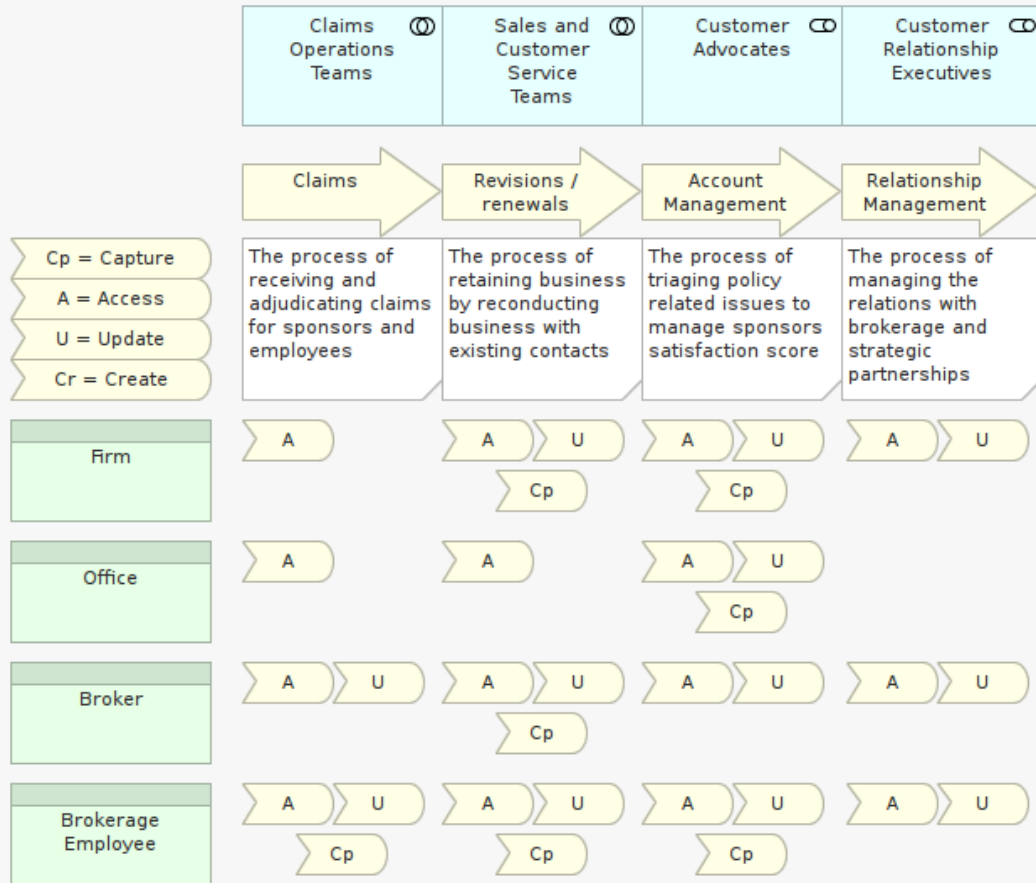 Claims
Operations
Teams
Sales and
Customer
Service
Teams
Customer
Advocates
Customer
Relationship
Executives
Claims
Revisions /
renewals
Account
Management
Relationship
Management
Cp = Capture
A = Access
U = Update
Cr = Create
The process of
receiving and
adjudicating claims
for sponsors and
employees
The process of
retaining business
by reconducting
business with
existing contacts
The process of
triaging policy
related issues to
manage sponsors
satisfaction score
The process of
managing the
relations with
brokerage and
strategic
partnerships
Firm
A
A U
Cp
A U
Cp
A U
Office
A
A
A U
Cp
Broker
A U
A U
Cp
A U
A U
Brokerage
Employee
A U
Cp
A U
Cp
A U
Cp
A U